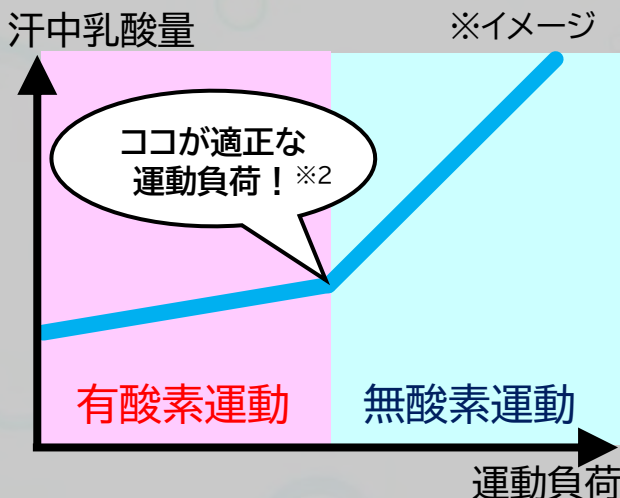 汗中乳酸量
※イメージ
ココが適正な
運動負荷！※2
有酸素運動
無酸素運動
運動負荷